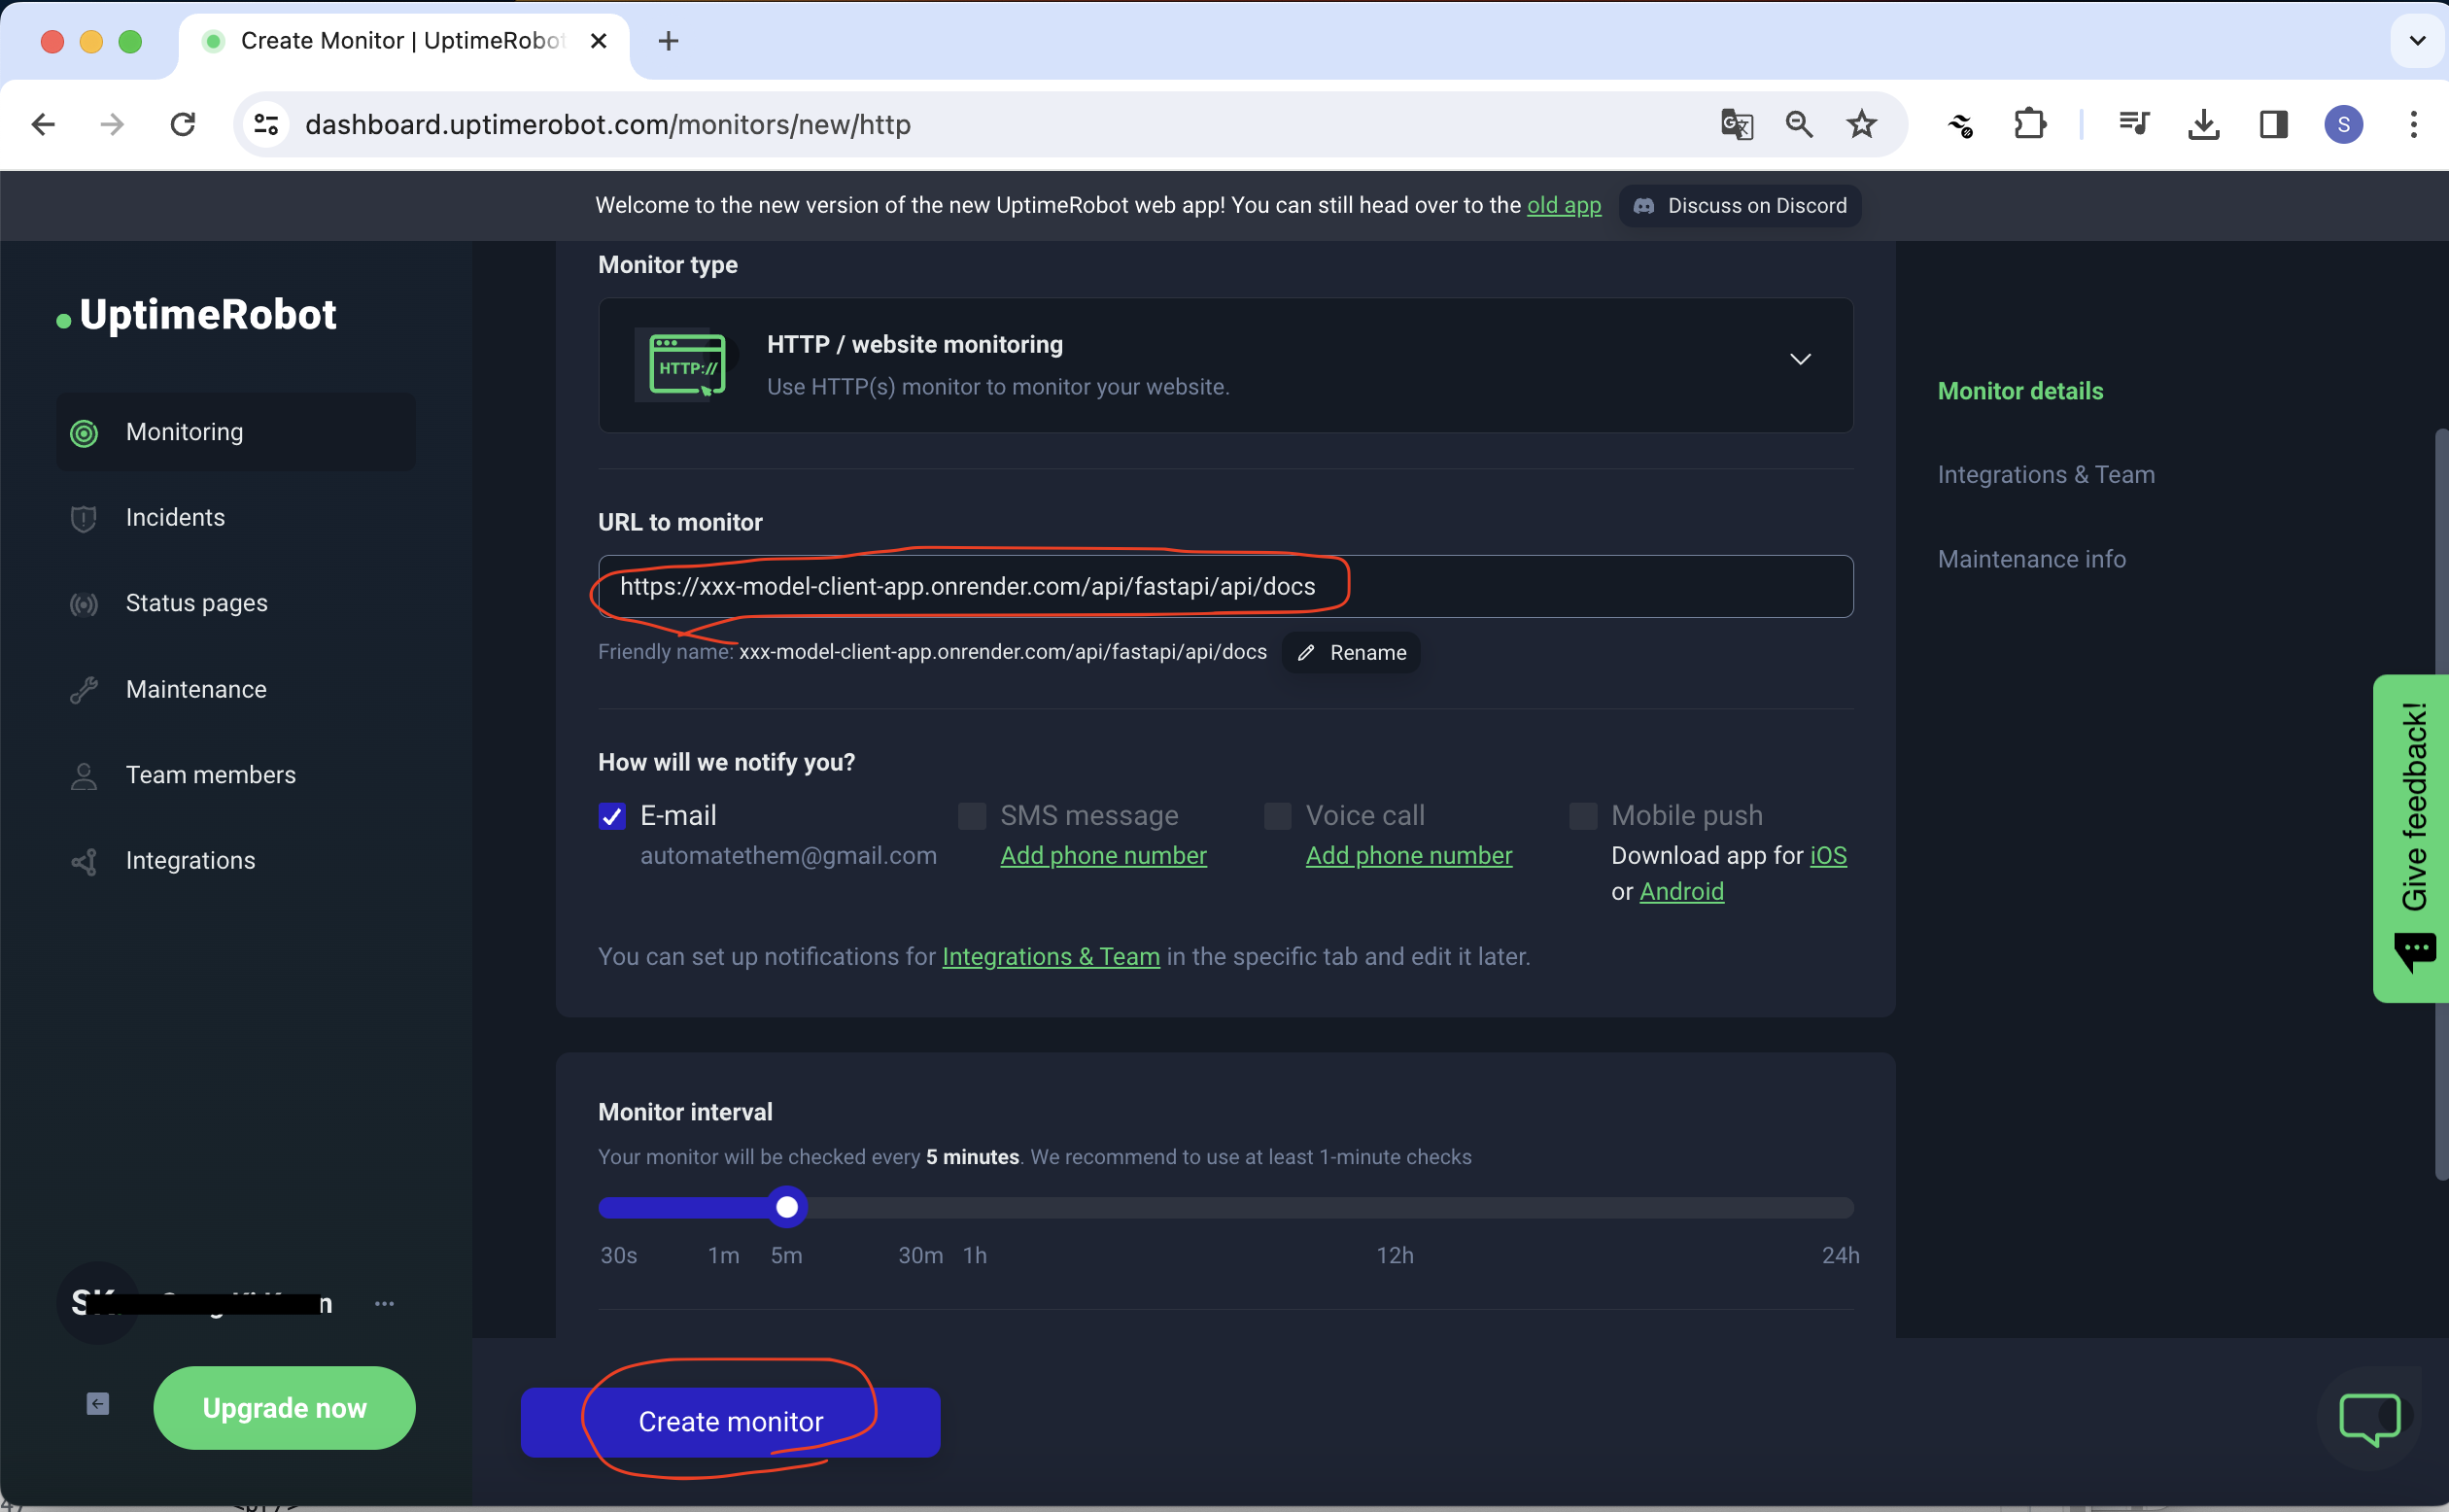 Create Monitor | UptimeRobot
dashboard.uptimerobot.com/monitors/new/http
S
Welcome to the new version of the new UptimeRobot web app! You can still head over to the old app
Discuss on Discord
UptimeRobot
Monitoring
Incidents
Status pages
Maintenance
Team members
Integrations
Upgrade now
Monitor type
HTTP://
HTTP / website monitoring
Use HTTP(s) monitor to monitor your website.
URL to monitor
https://xxx-model-client-app.onrender.com/api/fastapi/api/docs
Friendly name: xxx-model-client-app.onrender.com/api/fastapi/api/docs
Rename
How will we notify you?
E-mail
automatethem@gmail.com
SMS message
Add phone number
Voice call
Add phone number
Mobile push
Download app for iOS
or Android
You can set up notifications for Integrations & Team in the specific tab and edit it later.
Monitor interval
Your monitor will be checked every 5 minutes. We recommend to use at least 1-minute checks
30s 1m 5m 30m 1h 12h 24h
Create monitor
Monitor details
Integrations & Team
Maintenance info
Give feedback!